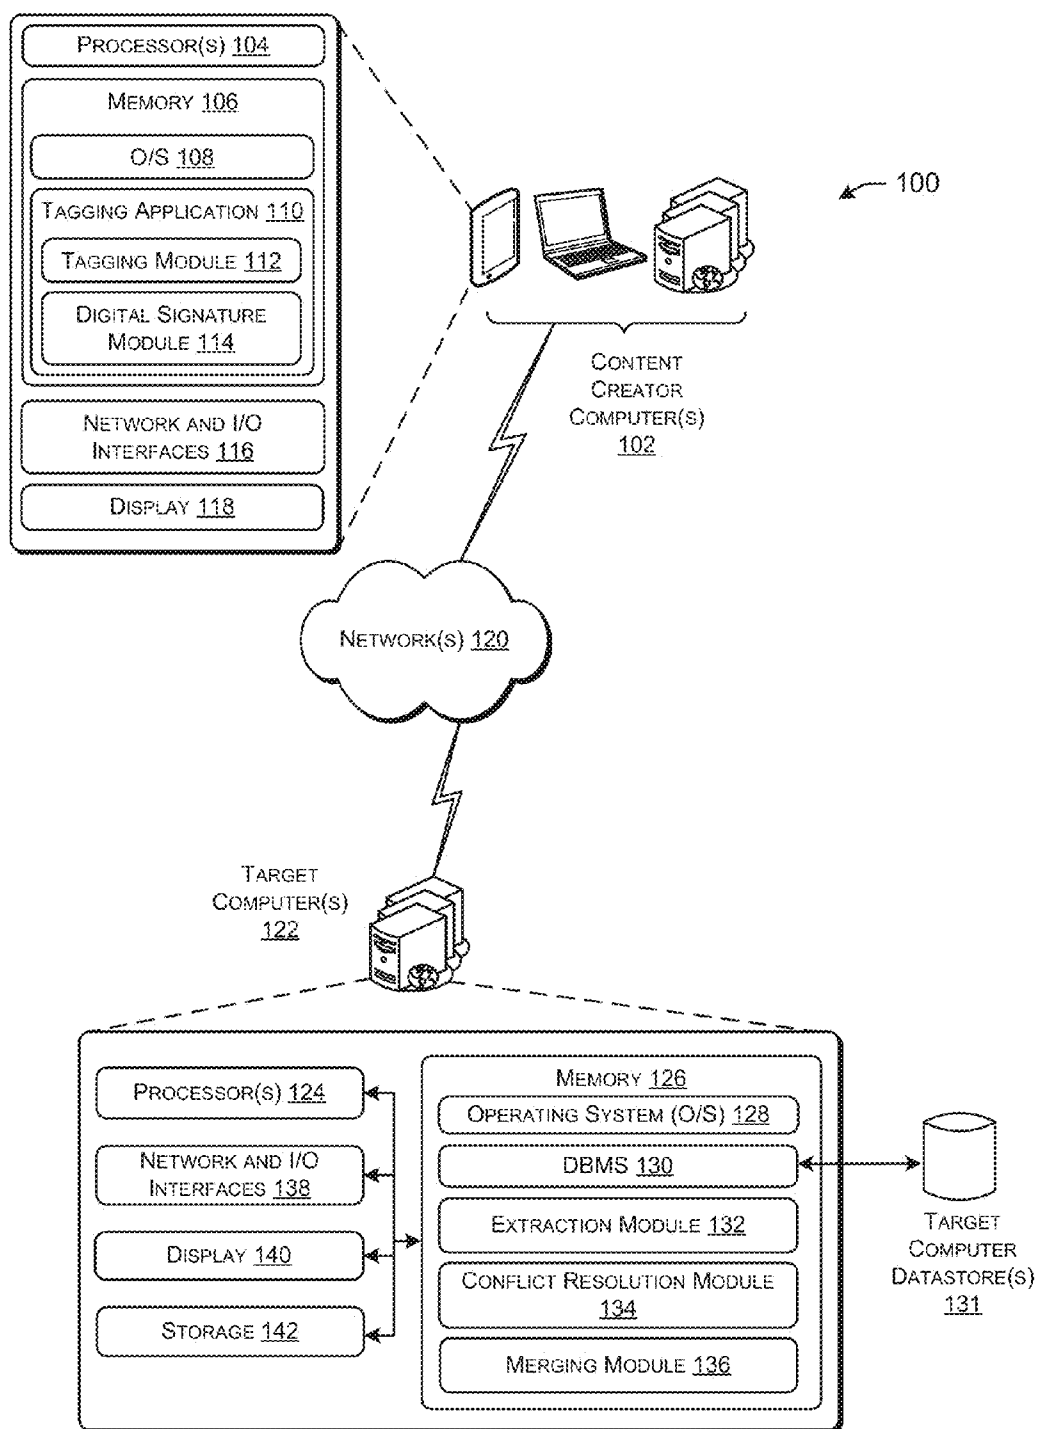 PROCESSOR(S) 104
MEMORY 106
O/S 108
TAGGING APPLICATION 110
TAGGING MODULE 112
DIGITAL SIGNATURE
MODULE 114
NETWORK AND I/O
INTERFACES 116
DISPLAY 118
100
CONTENT
CREATOR
COMPUTER(S)
102
NETWORK(S) 120
TARGET
COMPUTER(S)
122
PROCESSOR(S) 124
NETWORK AND I/O
INTERFACES 138
DISPLAY 140
STORAGE 142
MEMORY 126
OPERATING SYSTEM (O/S) 128
DBMS 130
EXTRACTION MODULE 132
CONFLICT RESOLUTION MODULE
134
MERGING MODULE 136
TARGET
COMPUTER
DATASTORE(S)
131